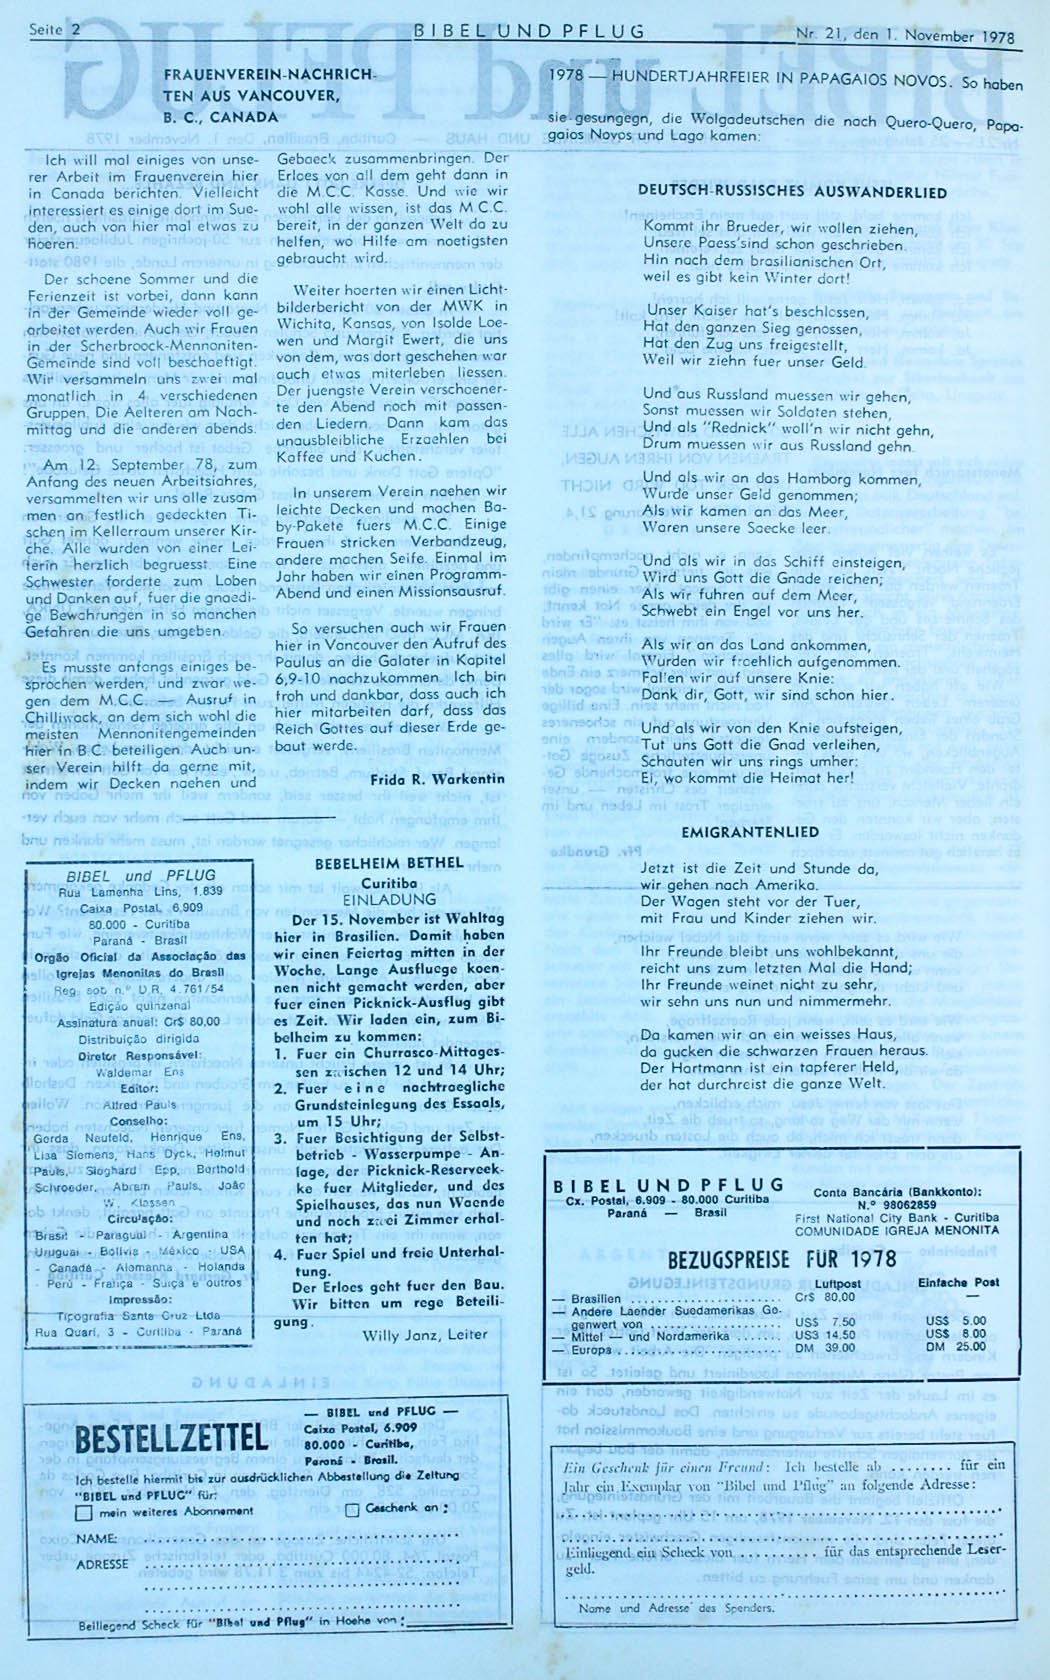 Seite 2
BIBEL UND PFLUG
Nr. 21, den 1. November 1978
FRAUENVEREIN-NACHRICH-
TEN AUS VANCOUVER,
B. C., CANADA
Ich will mal einiges von unse-
rer Arbeit im Frauenverein hier
in Canada berichten. Vielleicht
interessiert es einige dort im Sue-
den, auch von hier mal etwas zu
hoeren.
Der schoene Sommer und die
Ferienzeit ist vorbei, dann kann
in der Gemeinde wieder voll ge-
arbeitet werden. Auch wir Frauen
in der Scherbroock-Mennoniten-
Gemeinde sind voll beschaeftigt.
Wir versammeln uns zwei mal
monatlich in 4 verschiedenen
Gruppen. Die Aelteren am Nach-
mittag und die anderen abends.
Am 12. September 78, zum
Anfang des neuen Arbeitsjahres,
versammelten wir uns alle zusam
men an festlich gedeckten Ti-
schen im Kellerraum unserer Kir-
che. Alle wurden von einer Lei-
terin herzlich begruesst. Eine
Schwester forderte zum Loben
und Danken auf, fuer die gnaedi-
ge Bewahrungen in so manchen
Gefahren die uns umgeben.
Es musste anfangs einiges be-
sprochen werden, und zwar we-
gen dem M.C.C. — Ausruf in
Chilliwack, an dem sich wohl die
meisten Mennonitengemeinden
hier in B.C. beteiligen. Auch un-
ser Verein hilft da gerne mit,
indem wir Decken naehen und
Gebaeck zusammenbringen. Der
Erloes von all dem geht dann in
die M.C.C. Kasse. Und wie wir
wohl alle wissen, ist das M.C.C.
bereit, in der ganzen Welt da zu
helfen, wo Hilfe am noetigsten
gebraucht wird.
Weiter hoerten wir einen Licht-
bilderbericht von der MWK in
Wichita, Kansas, von Isolde Loe-
wen und Margit Ewert, die uns
von dem, was dort geschehen war
auch etwas miterleben liessen.
Der juengste Verein verschoener-
te den Abend noch mit passen-
den Liedern. Dann kam das
unausbleibliche Erzaehlen bei
Kaffee und Kuchen.
In unserem Verein naehen wir
leichte Decken und machen Ba-
by-Pakete fuers M.C.C. Einige
Frauen stricken Verbandzeug,
andere machen Seife. Einmal im
Jahr haben wir einen Programm-
Abend und einen Missionsausruf.
So versuchen auch wir Frauen
hier in Vancouver den Aufruf des
Paulus an die Galater in Kapitel
6,9-10 nachzukommen. Ich bin
froh und dankbar, dass auch ich
hier mitarbeiten darf, dass das
Reich Gottes auf dieser Erde ge-
baut werde.
Frida R. Warkentin
BIBEL und PFLUG
Rua Lamenha Lins, 1.839
Caixa Postal, 6.909
80.000 - Curitiba
Paraná - Brasil
Orgão Oficial da Associação das
Igrejas Menonitas do Brasil
Reg. sob n.º D.R. 4.761/54
Edição quinzenal
Assinatura anual: Cr$ 80,00
Distribuição dirigida
Diretor Responsável:
Waldemar Ens
Editor:
Alfred Pauls
Conselho:
Gerda Neufeld, Henrique Ens,
Lisa Siemens, Hans Dyck, Helmut
Pauls, Sieghard Epp, Berthold
Schroeder, Abram Pauls, João
W. Klassen
Circulação:
Brasil - Paraguai - Argentina
Uruguai - Bolívia - México - USA
- Canadá - Alemanha - Holanda
- Perú - França - Suiça e outros
Impressão:
Tipografia Santa Cruz Ltda
Rua Quari, 3 - Curitiba - Paraná
BEBELHEIM BETHEL
Curitiba
EINLADUNG
Der 15. November ist Wahltag
hier in Brasilien. Damit haben
wir einen Feiertag mitten in der
Woche. Lange Ausfluege koen-
nen nicht gemacht werden, aber
fuer einen Picknick-Ausflug gibt
es Zeit. Wir laden ein, zum Bi-
belheim zu kommen:
1. Fuer ein Churrasco-Mittages-
sen zwischen 12 und 14 Uhr;
2. Fuer eine nachtraegliche
Grundsteinlegung des Essaals,
um 15 Uhr;
3. Fuer Besichtigung der Selbst-
betrieb - Wasserpumpe - An-
lage, der Picknick-Reserveek-
ke fuer Mitglieder, und des
Spielhauses, das nun Waende
und noch zwei Zimmer erhal-
ten hat;
4. Fuer Spiel und freie Unterhal-
tung.
Der Erloes geht fuer den Bau.
Wir bitten um rege Beteili-
gung.
Willy Janz, Leiter
BESTELLZETTEL
— BIBEL und PFLUG —
Caixa Postal, 6.909
80.000 - Curitiba,
Paraná - Brasil.
Ich bestelle hiermit bis zur ausdrücklichen Abbestellung die Zeitung
"BIBEL und PFLUG" für:
mein weiteres Abonnement
Geschenk an:
NAME:
ADRESSE
Beiliegend Scheck für "Bibel und Pflug" in Hoehe von:
1978 — HUNDERTJAHRFEIER IN PAPAGAIOS NOVOS. So haben
sie gesungegn, die Wolgadeutschen die nach Quero-Quero, Papa-
gaios Novos und Lago kamen:
DEUTSCH-RUSSISCHES AUSWANDERLIED
Kommt ihr Brueder, wir wollen ziehen,
Unsere Paess'sind schon geschrieben.
Hin nach dem brasilianischen Ort,
weil es gibt kein Winter dort!
Unser Kaiser hat's beschlossen,
Hat den ganzen Sieg genossen,
Hat den Zug uns freigestellt,
Weil wir ziehn fuer unser Geld.
Und aus Russland muessen wir gehen,
Sonst muessen wir Soldaten stehen,
Und als "Rednick" woll'n wir nicht gehn,
Drum muessen wir aus Russland gehn.
Und als wir an das Hamborg kommen,
Wurde unser Geld genommen;
Als wir kamen an das Meer,
Waren unsere Saecke leer.
Und als wir in das Schiff einsteigen,
Wird uns Gott die Gnade reichen;
Als wir fuhren auf dem Meer,
Schwebt ein Engel vor uns her.
Als wir an das Land ankommen,
Wurden wir froehlich aufgenommen.
Fal'en wir auf unsere Knie:
Dank dir, Gott, wir sind schon hier.
Und als wir von den Knie aufsteigen,
Tut uns Gott die Gnad verleihen,
Schauten wir uns rings umher:
Ei, wo kommt die Heimat her!
EMIGRANTENLIED
Jetzt ist die Zeit und Stunde da,
wir gehen nach Amerika.
Der Wagen steht vor der Tuer,
mit Frau und Kinder ziehen wir.
Ihr Freunde bleibt uns wohlbekannt,
reicht uns zum letzten Mal die Hand;
Ihr Freunde weinet nicht zu sehr,
wir sehn uns nun und nimmermehr.
Da kamen wir an ein weisses Haus,
da gucken die schwarzen Frauen heraus.
Der Hartmann ist ein tapferer Held,
der hat durchreist die ganze Welt.
BIBEL UND PFLUG
Cx. Postal, 6.909 - 80.000 Curitiba
Paraná — Brasil
Conta Bancária (Bankkonto):
N.º 98062859
First National City Bank - Curitiba
COMUNIDADE IGREJA MENONITA
BEZUGSPREISE FÜR 1978
Luftpost Einfache Post
— Brasilien Cr$ 80,00 —
— Andere Laender Suedamerikas Ge-
genwert von US$ 7.50 US$ 5.00
— Mittel — und Nordamerika US$ 14.50 US$ 8.00
— Europa DM 39.00 DM 25.00
Ein Geschenk für einen Freund: Ich bestelle ab ........ für ein
Jahr ein Exemplar von "Bibel und Pflug" an folgende Adresse:
Einliegend ein Scheck von .......... für das entsprechende Leser-
geld.
Name und Adresse des Spenders.